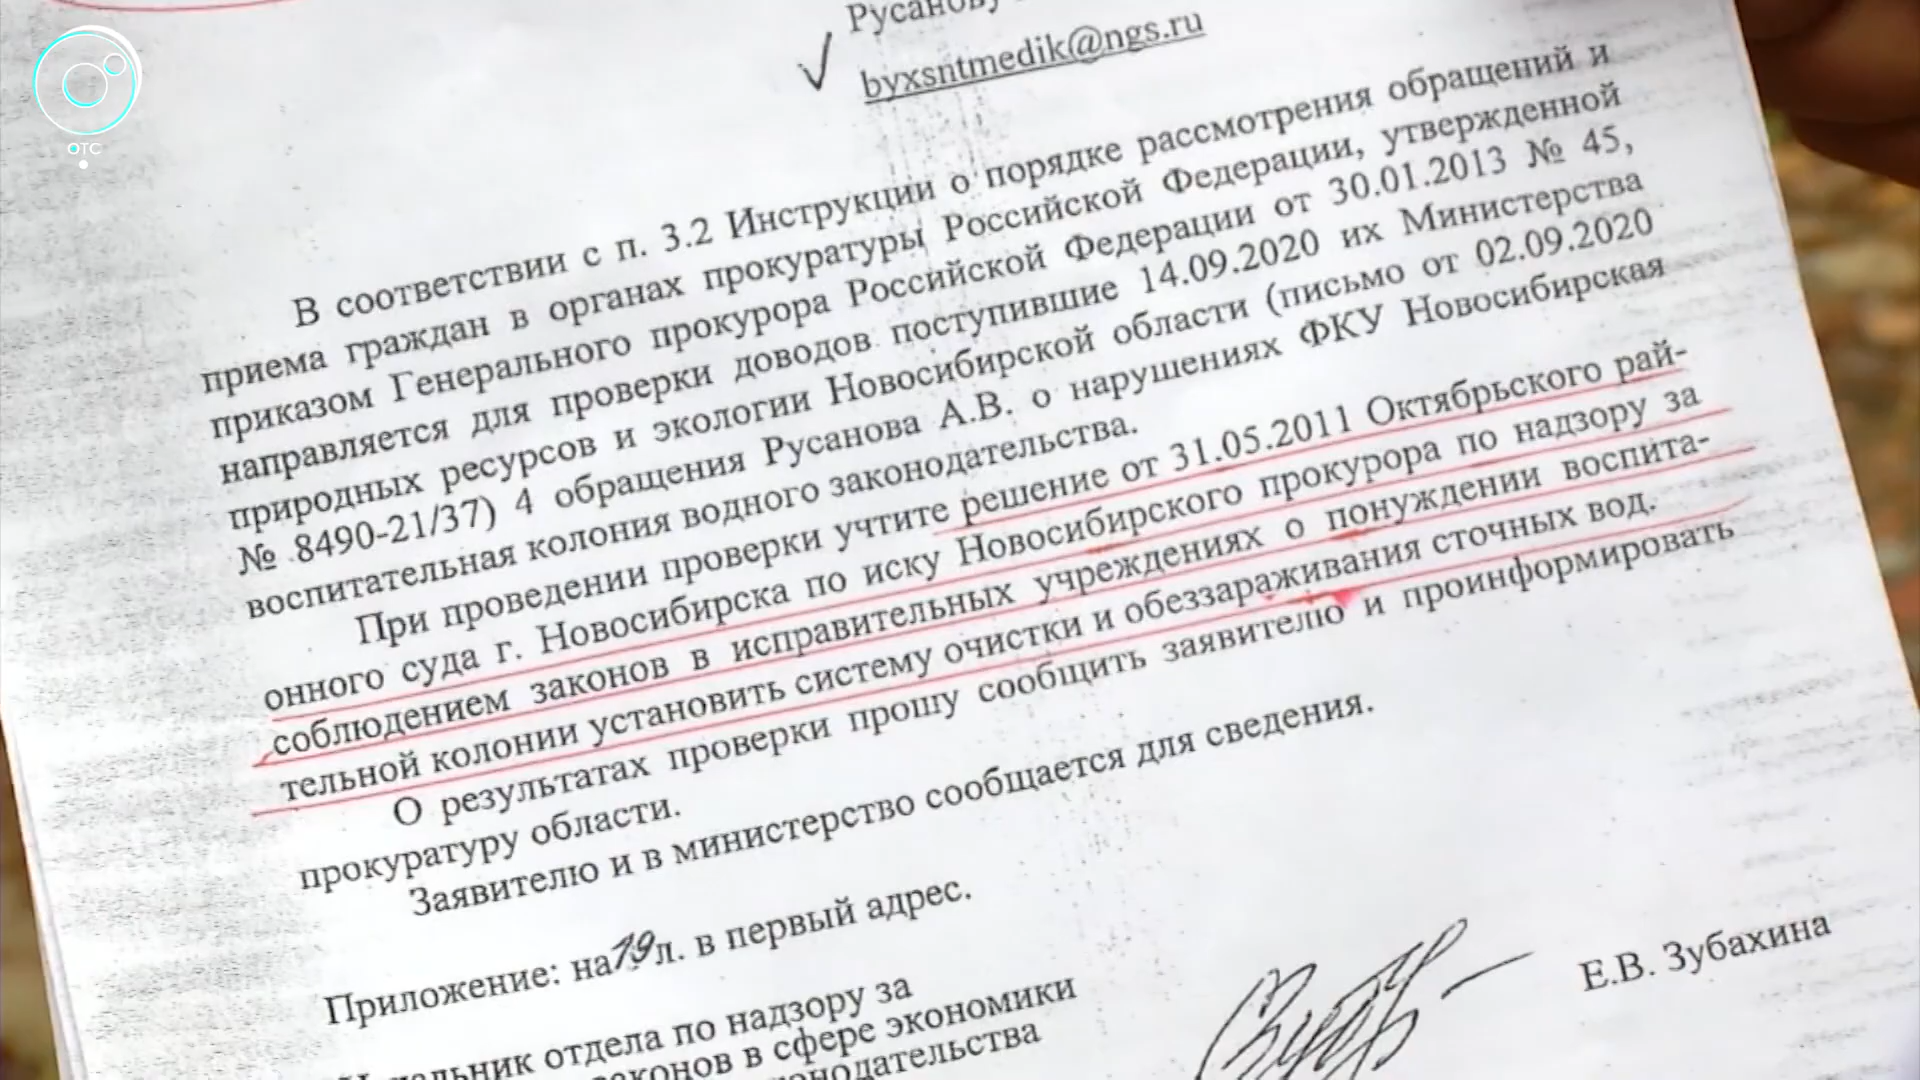 ОТС
Русанову
byxsntmedik@ngs.ru
В соответствии с п. 3.2 Инструкции о порядке рассмотрения обращений и
приема граждан в органах прокуратуры Российской Федерации, утвержденной
приказом Генерального прокурора Российской Федерации от 30.01.2013 № 45,
направляется для проверки доводов поступившие 14.09.2020 их Министерства
природных ресурсов и экологии Новосибирской области (письмо от 02.09.2020
№ 8490-21/37) 4 обращения Русанова А.В. о нарушениях ФКУ Новосибирская
воспитательная колония водного законодательства.
При проведении проверки учтите решение от 31.05.2011 Октябрьского рай-
онного суда г. Новосибирска по иску Новосибирского прокурора по надзору за
соблюдением законов в исправительных учреждениях о понуждении воспита-
тельной колонии установить систему очистки и обеззараживания сточных вод.
О результатах проверки прошу сообщить заявителю и проинформировать
прокуратуру области.
Заявителю и в министерство сообщается для сведения.
Приложение: на 19 л. в первый адрес.
отдела по надзору за
в сфере экономики
Е.В. Зубахина